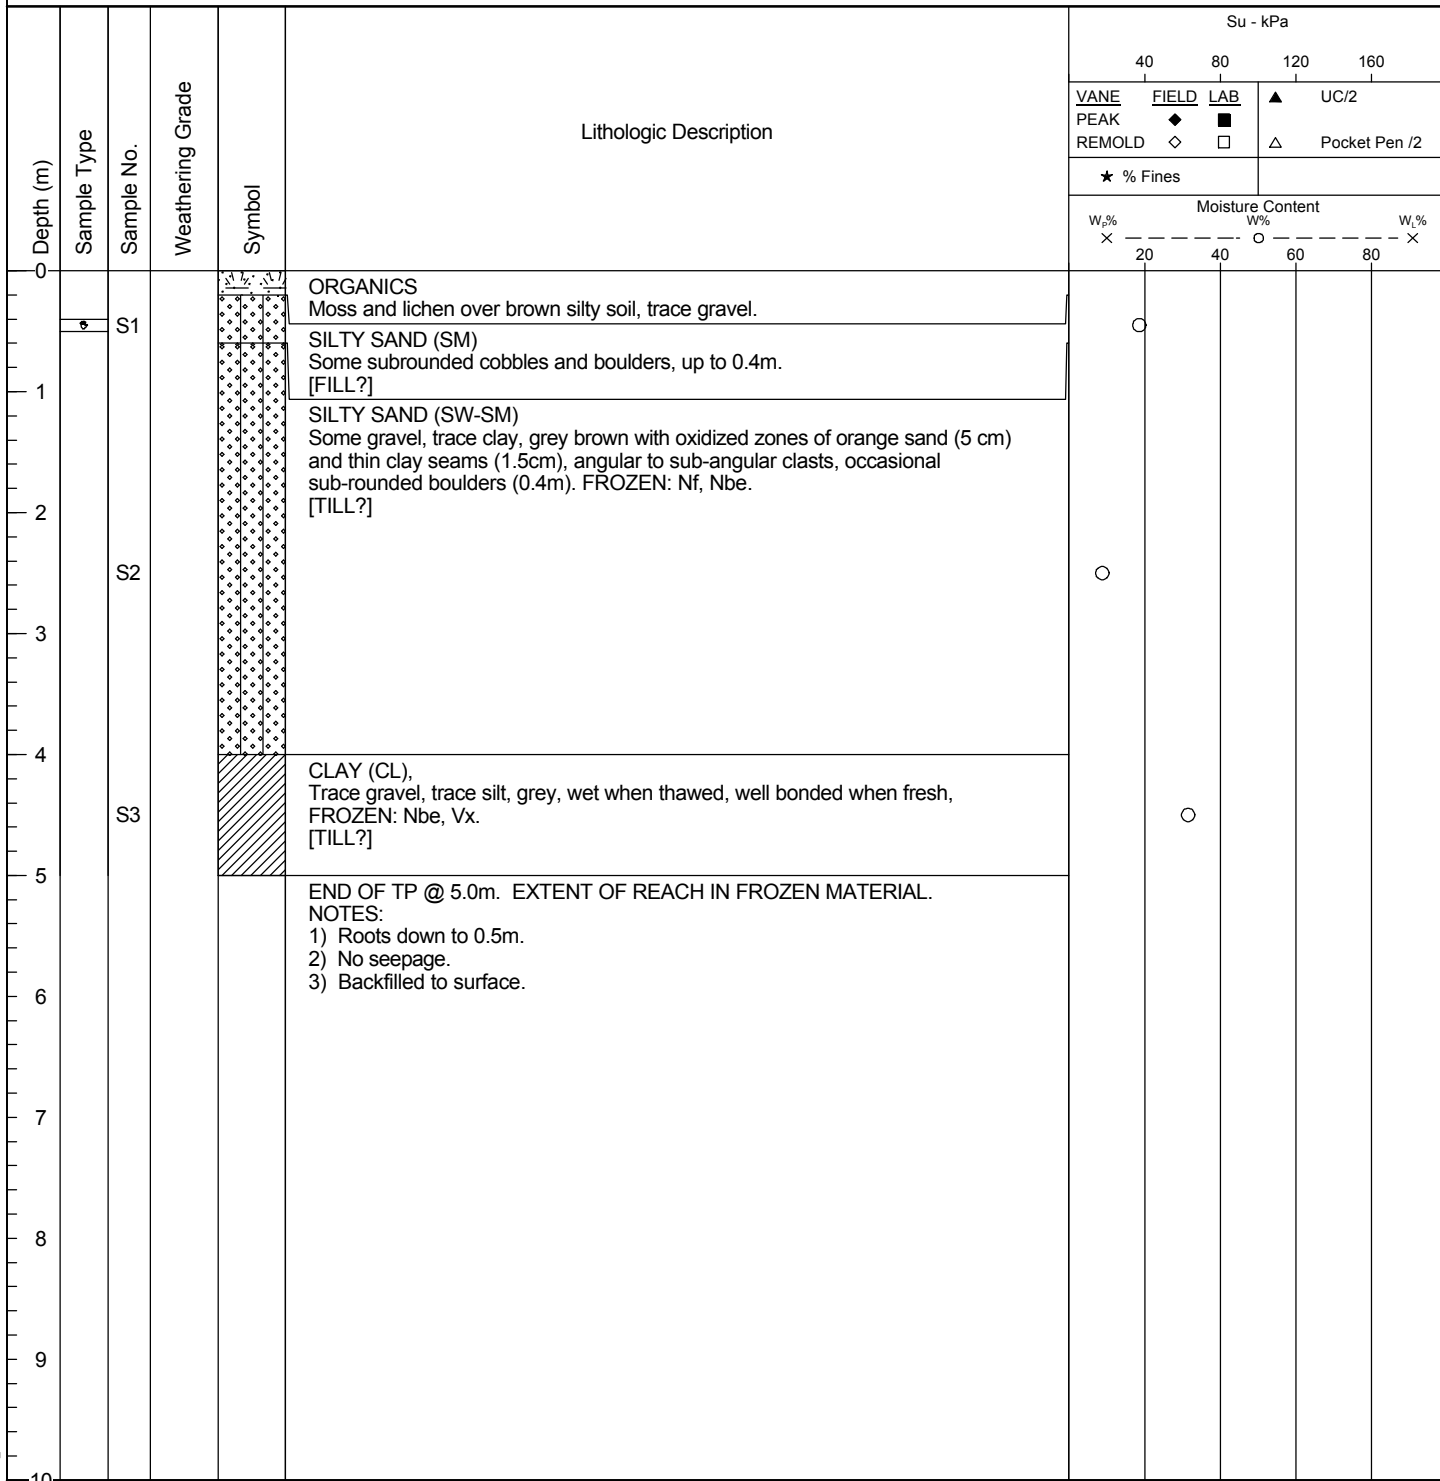 Su - kPa
40 80 120 160
VANE FIELD LAB ▲ UC/2
PEAK ◆ ■
REMOLD ◇ □ △ Pocket Pen /2
★ % Fines
Moisture Content
Wp% W% WL%
20 40 60 80
Depth (m)
Sample Type
Sample No.
Weathering Grade
Symbol
Lithologic Description
0
ORGANICS
Moss and lichen over brown silty soil, trace gravel.
S1
SILTY SAND (SM)
Some subrounded cobbles and boulders, up to 0.4m.
[FILL?]
1
SILTY SAND (SW-SM)
Some gravel, trace clay, grey brown with oxidized zones of orange sand (5 cm)
and thin clay seams (1.5cm), angular to sub-angular clasts, occasional
sub-rounded boulders (0.4m). FROZEN: Nf, Nbe.
[TILL?]
2
S2
3
4
CLAY (CL),
Trace gravel, trace silt, grey, wet when thawed, well bonded when fresh,
FROZEN: Nbe, Vx.
[TILL?]
S3
5
END OF TP @ 5.0m. EXTENT OF REACH IN FROZEN MATERIAL.
NOTES:
1) Roots down to 0.5m.
2) No seepage.
3) Backfilled to surface.
6
7
8
9
10